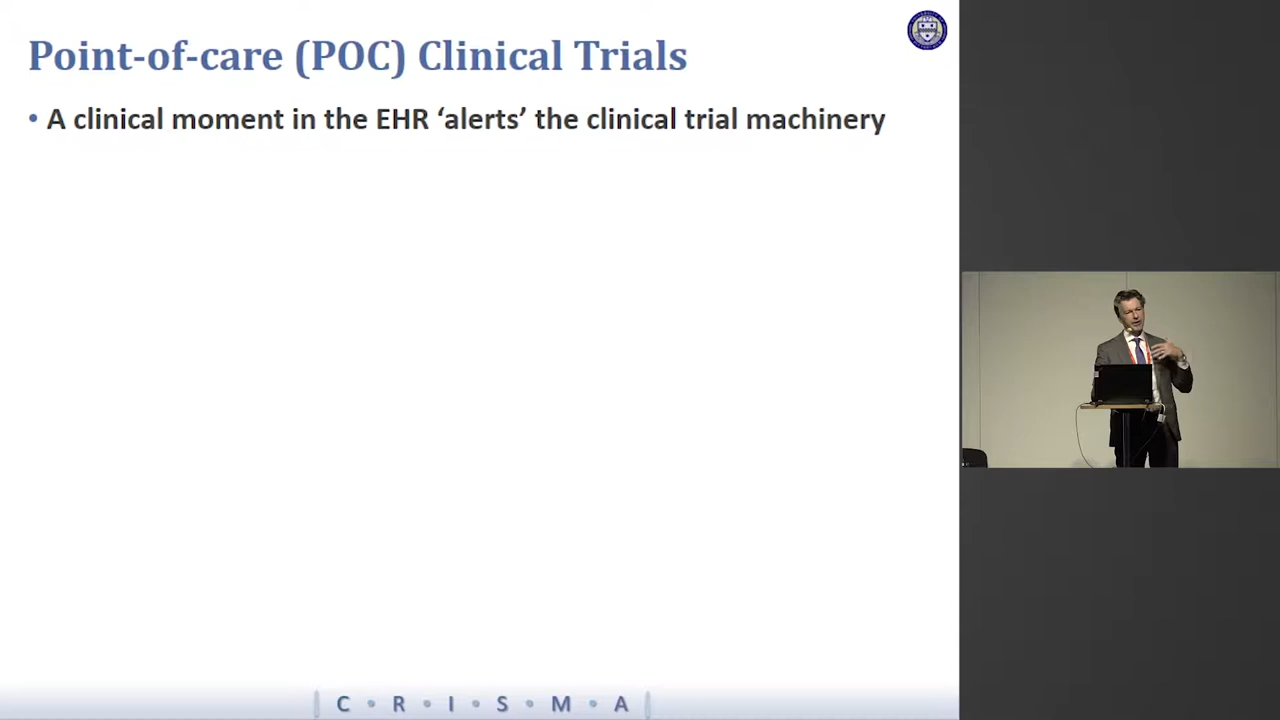 Point-of-care (POC) Clinical Trials
• A clinical moment in the EHR ‘alerts’ the clinical trial machinery
C • R • I • S • M • A